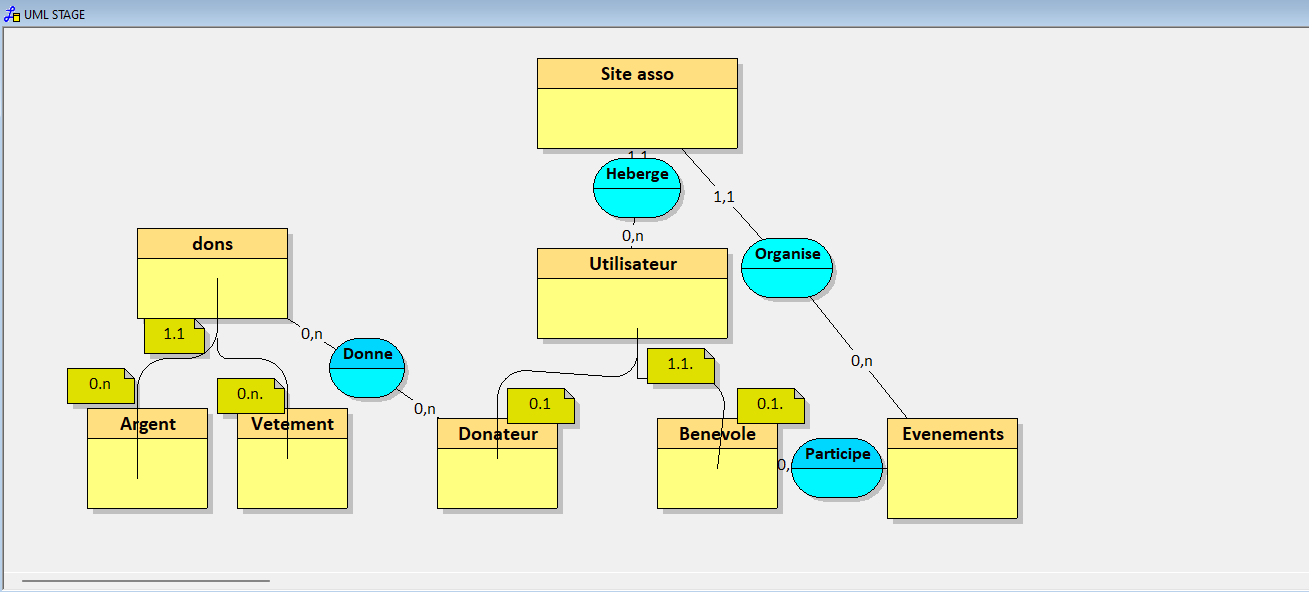 UML STAGE
Site asso
1,1
Heberge
1,1
0,n
dons
Utilisateur
Organise
1.1
0,n
Donne
1.1.
0,n
0.n
0.n.
0,n
0.1
0.1.
Argent
Vetement
Donateur
Benevole
Evenements
Participe
0,